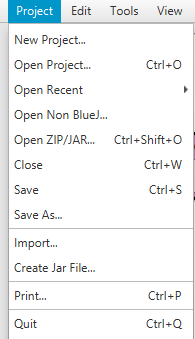 Project Edit Tools View
New Project...
Open Project... Ctrl+O
Open Recent
Open Non BlueJ...
Open ZIP/JAR... Ctrl+Shift+O
Close Ctrl+W
Save Ctrl+S
Save As...
Import...
Create Jar File...
Print... Ctrl+P
Quit Ctrl+Q